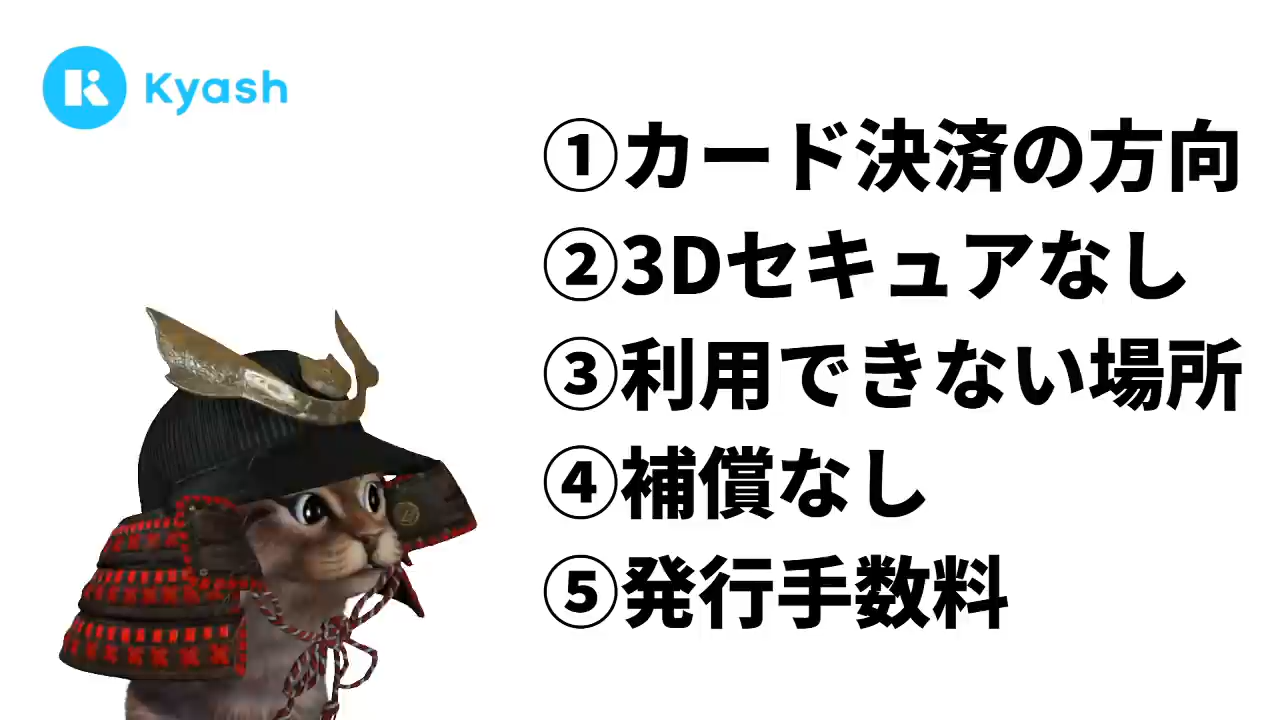 Kyash
①カード決済の方向
②3Dセキュアなし
③利用できない場所
④補償なし
⑤発行手数料